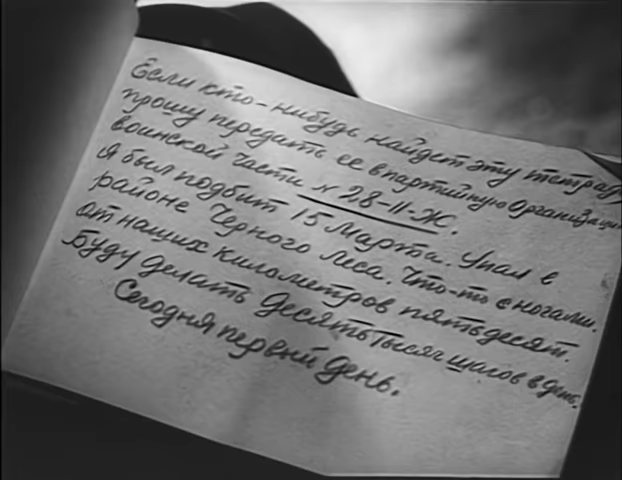 Если кто-нибудь найдет эту тетрадь
прошу передать ее в партийную организацию
воинской части № 28-11-Ж.
Я был подбит 15 марта. Упал в
районе Черного леса. Что-то с ногами.
От наших километров пятьдесят.
Буду делать десять тысяч шагов в день.
Сегодня первый день.